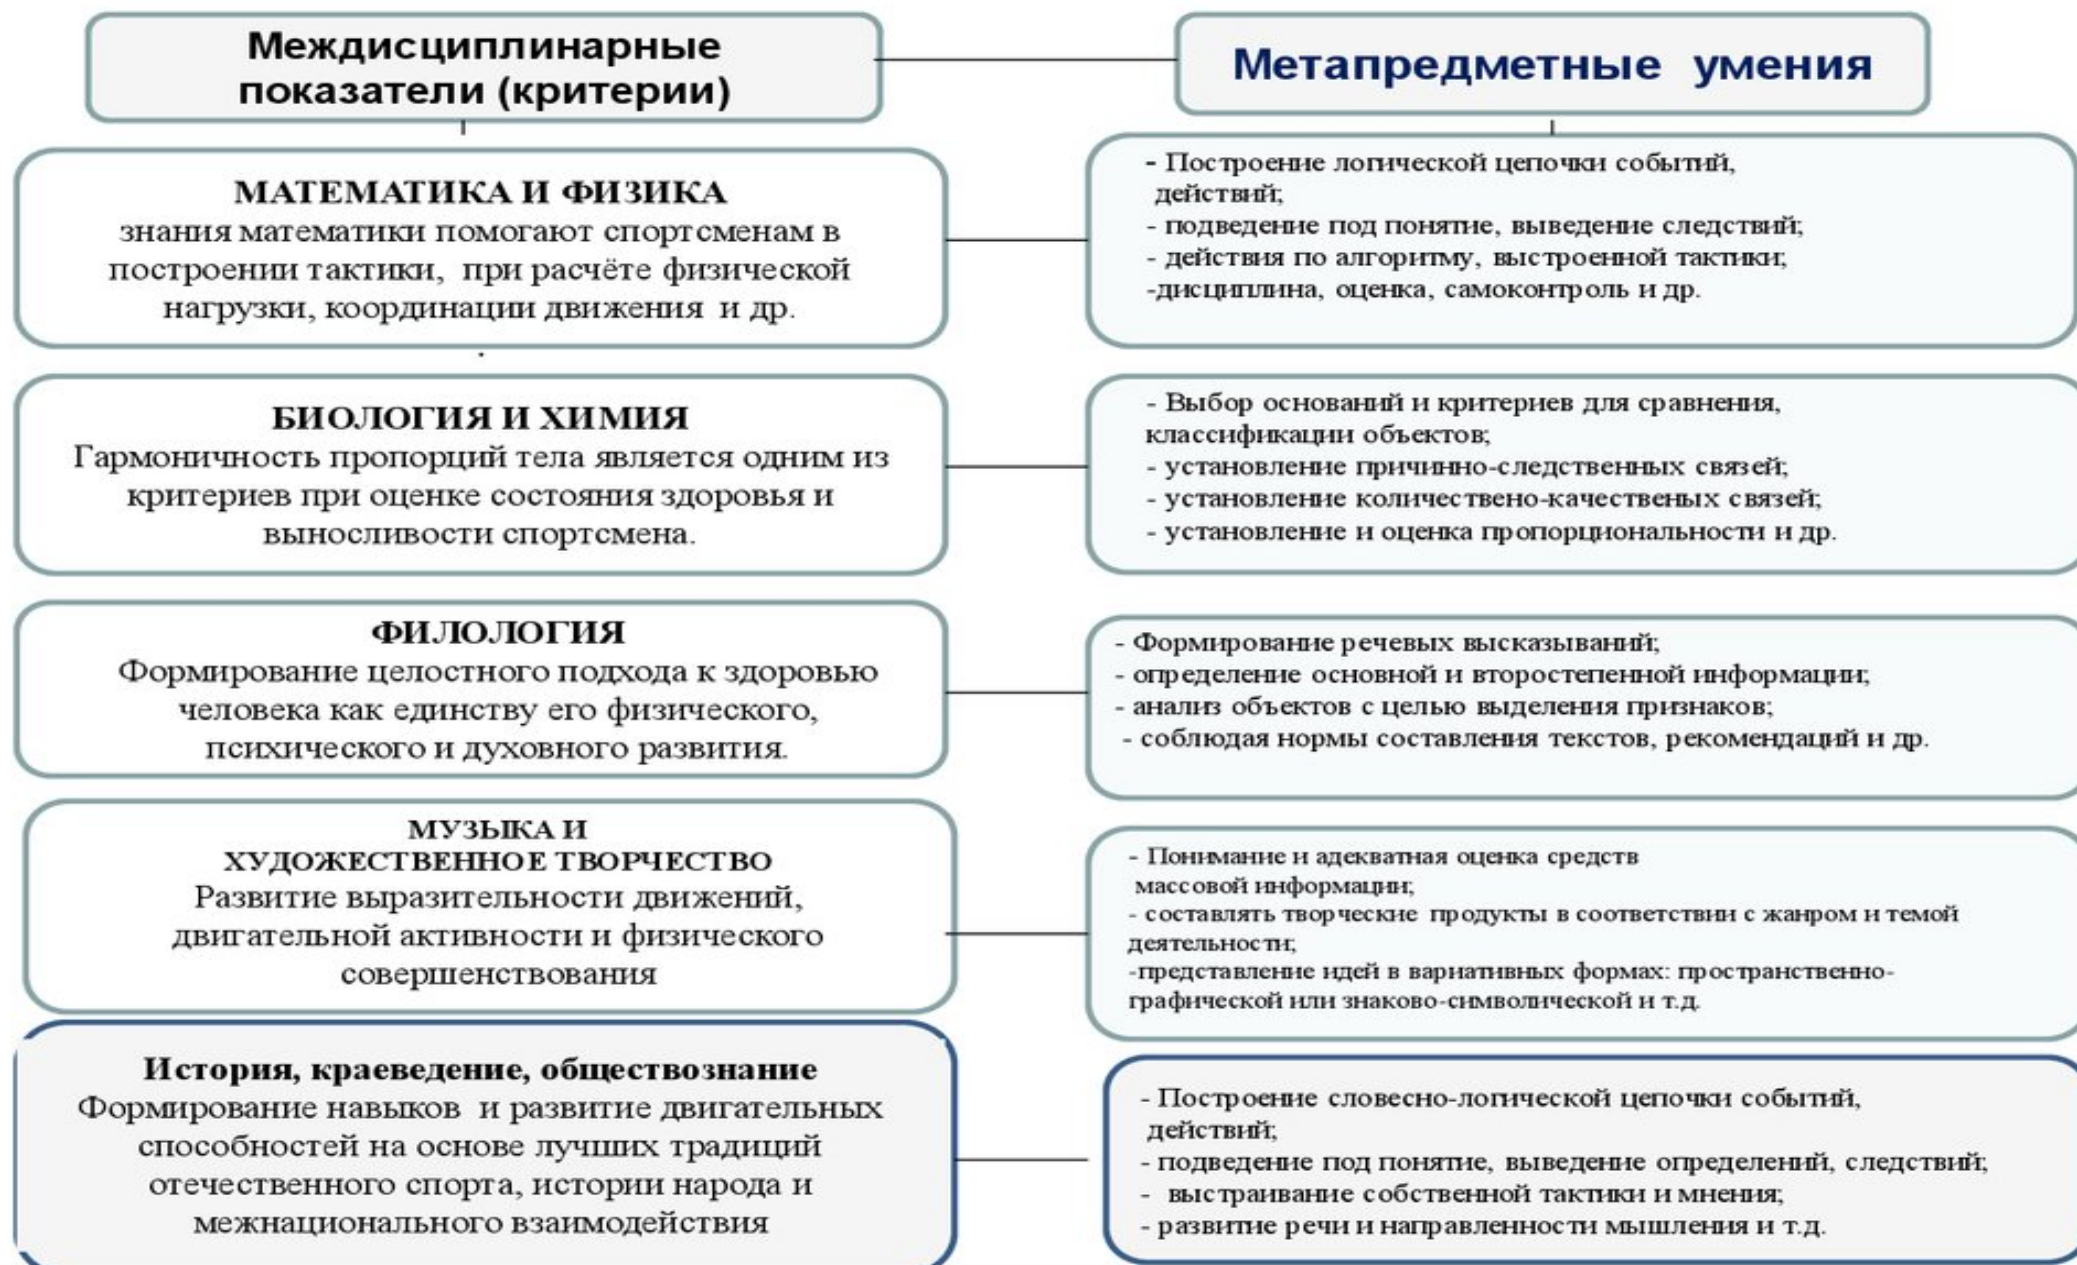 Междисциплинарные
показатели (критерии)
Метапредметные умения
МАТЕМАТИКА И ФИЗИКА
знания математики помогают спортсменам в
построении тактики, при расчёте физической
нагрузки, координации движения и др.
- Построение логической цепочки событий,
действий;
- подведение под понятие, выведение следствий;
- действия по алгоритму, выстроенной тактики;
-дисциплина, оценка, самоконтроль и др.
БИОЛОГИЯ И ХИМИЯ
Гармоничность пропорций тела является одним из
критериев при оценке состояния здоровья и
выносливости спортсмена.
- Выбор оснований и критериев для сравнения,
классификации объектов;
- установление причинно-следственных связей;
- установление количествено-качественых связей;
- установление и оценка пропорциональности и др.
ФИЛОЛОГИЯ
Формирование целостного подхода к здоровью
человека как единству его физического,
психического и духовного развития.
- Формирование речевых высказываний;
- определение основной и второстепенной информации;
- анализ объектов с целью выделения признаков;
- соблюдая нормы составления текстов, рекомендаций и др.
МУЗЫКА И
ХУДОЖЕСТВЕННОЕ ТВОРЧЕСТВО
Развитие выразительности движений,
двигательной активности и физического
совершенствования
- Понимание и адекватная оценка средств
массовой информации;
- составлять творческие продукты в соответствии с жанром и темой
деятельности;
-представление идей в вариативных формах: пространственно-
графической или знаково-символической и т.д.
История, краеведение, обществознание
Формирование навыков и развитие двигательных
способностей на основе лучших традиций
отечественного спорта, истории народа и
межнационального взаимодействия
- Построение словесно-логической цепочки событий,
действий;
- подведение под понятие, выведение определений, следствий;
- выстраивание собственной тактики и мнения;
- развитие речи и направленности мышления и т.д.